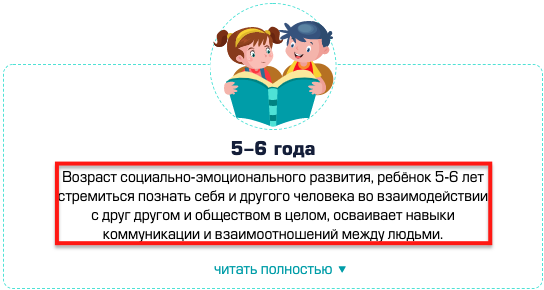 5–6 года
Возраст социально-эмоционального развития, ребёнок 5-6 лет
стремиться познать себя и другого человека во взаимодействии
с друг другом и обществом в целом, осваивает навыки
коммуникации и взаимоотношений между людьми.
читать полностью ▼